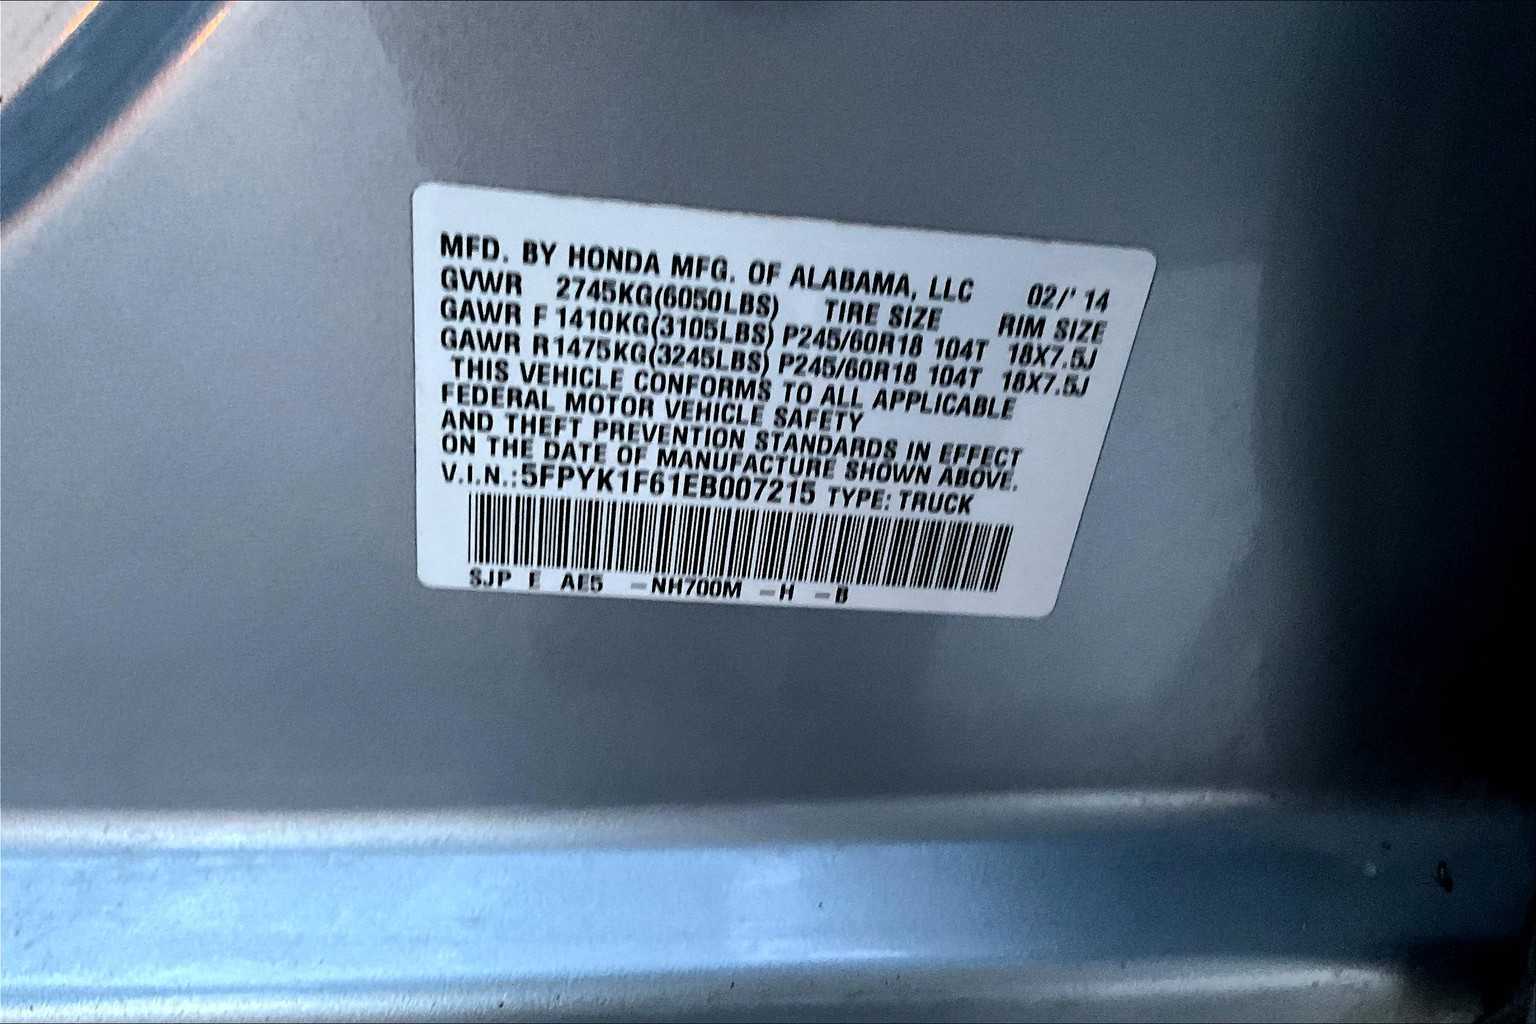 MFD. BY HONDA MFG. OF ALABAMA, LLC 02/' 14
GVWR 2745KG(6050LBS) TIRE SIZE RIM SIZE
GAWR F 1410KG(3105LBS) P245/60R18 104T 18X7.5J
GAWR R 1475KG(3245LBS) P245/60R18 104T 18X7.5J
THIS VEHICLE CONFORMS TO ALL APPLICABLE
FEDERAL MOTOR VEHICLE SAFETY
AND THEFT PREVENTION STANDARDS IN EFFECT
ON THE DATE OF MANUFACTURE SHOWN ABOVE.
V.I.N.:5FPYK1F61EB007215 TYPE: TRUCK
SJP E AE5 -NH700M -H -B